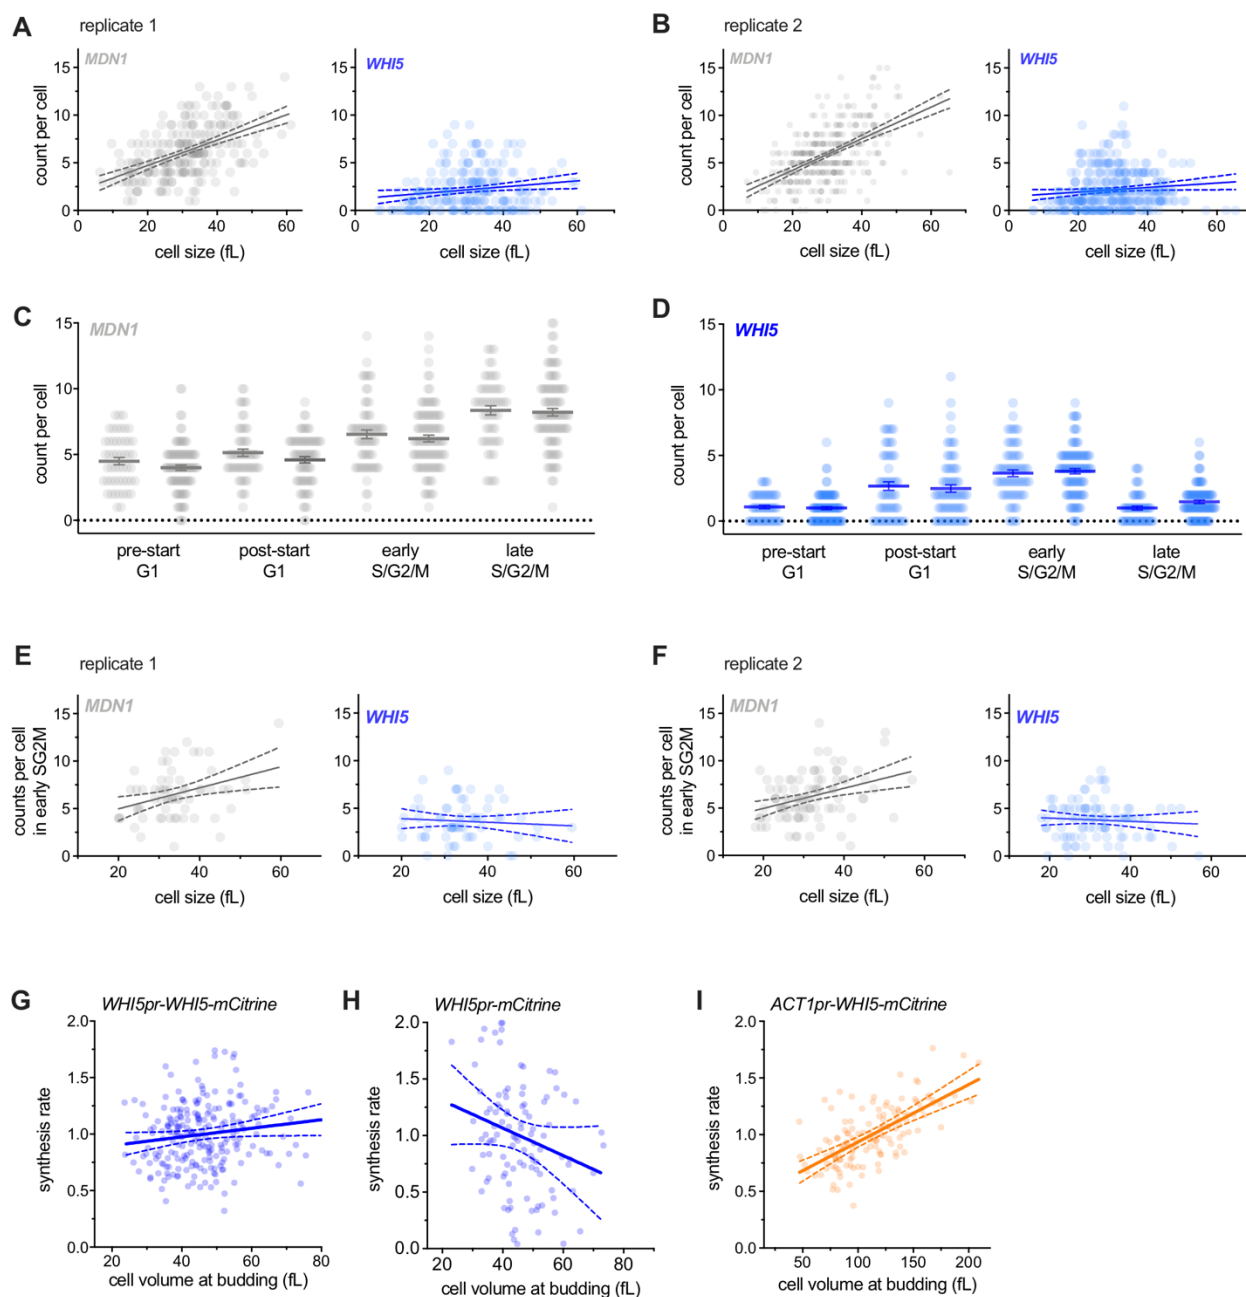 A replicate 1
MDN1
WHI5
15
10
5
0
count per cell
0 20 40 60
cell size (fL)
15
10
5
0
0 20 40 60
cell size (fL)
B replicate 2
MDN1
WHI5
15
10
5
0
count per cell
0 20 40 60
cell size (fL)
15
10
5
0
0 20 40 60
cell size (fL)
C
MDN1
15
10
5
0
count per cell
pre-start
G1
post-start
G1
early
S/G2/M
late
S/G2/M
D
WHI5
15
10
5
0
count per cell
pre-start
G1
post-start
G1
early
S/G2/M
late
S/G2/M
E replicate 1
MDN1
WHI5
15
10
5
0
counts per cell
in early SG2M
20 40 60
cell size (fL)
15
10
5
0
20 40 60
cell size (fL)
F replicate 2
MDN1
WHI5
15
10
5
0
counts per cell
in early SG2M
20 40 60
cell size (fL)
15
10
5
0
20 40 60
cell size (fL)
G WHI5pr-WHI5-mCitrine
2.0
1.5
1.0
0.5
0.0
synthesis rate
20 40 60 80
cell volume at budding (fL)
H WHI5pr-mCitrine
2.0
1.5
1.0
0.5
0.0
synthesis rate
20 40 60 80
cell volume at budding (fL)
I ACT1pr-WHI5-mCitrine
2.0
1.5
1.0
0.5
0.0
synthesis rate
50 100 150 200
cell volume at budding (fL)